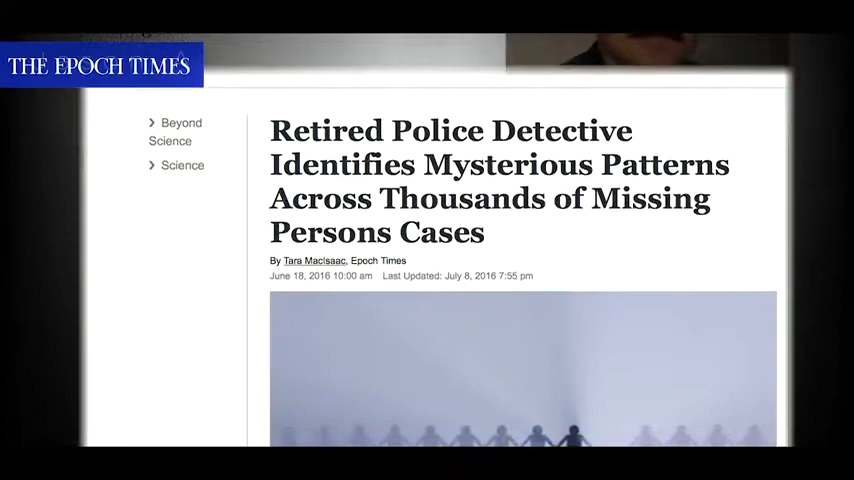 THE EPOCH TIMES
Beyond
Science
Science
Retired Police Detective
Identifies Mysterious Patterns
Across Thousands of Missing
Persons Cases
By Tara MacIsaac, Epoch Times
June 18, 2016 10:00 am Last Updated: July 8, 2016 7:55 pm